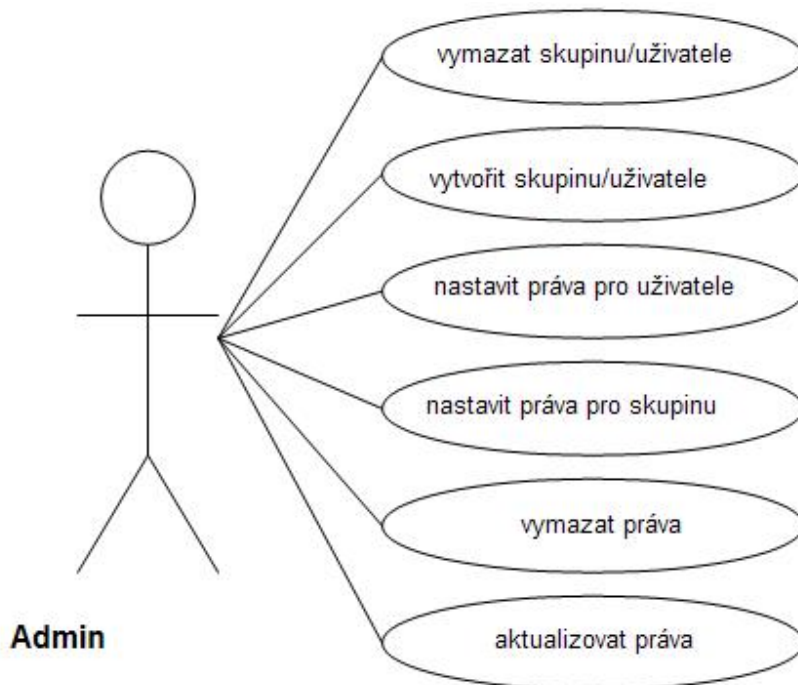 vymazat skupinu/uživatele
vytvořit skupinu/uživatele
nastavit práva pro uživatele
nastavit práva pro skupinu
vymazat práva
aktualizovat práva
Admin